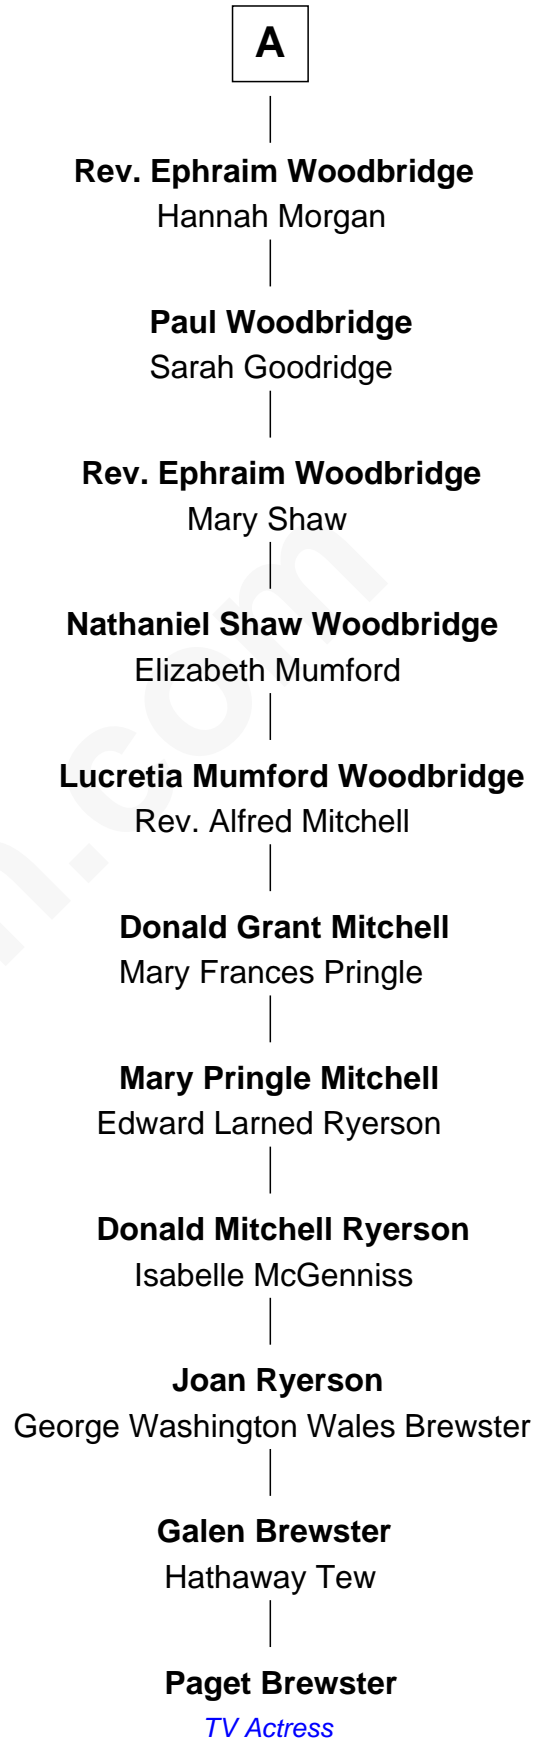 A
Rev. Ephraim Woodbridge
Hannah Morgan
Paul Woodbridge
Sarah Goodridge
Rev. Ephraim Woodbridge
Mary Shaw
Nathaniel Shaw Woodbridge
Elizabeth Mumford
Lucretia Mumford Woodbridge
Rev. Alfred Mitchell
Donald Grant Mitchell
Mary Frances Pringle
Mary Pringle Mitchell
Edward Larned Ryerson
Donald Mitchell Ryerson
Isabelle McGenniss
Joan Ryerson
George Washington Wales Brewster
Galen Brewster
Hathaway Tew
Paget Brewster
TV Actress